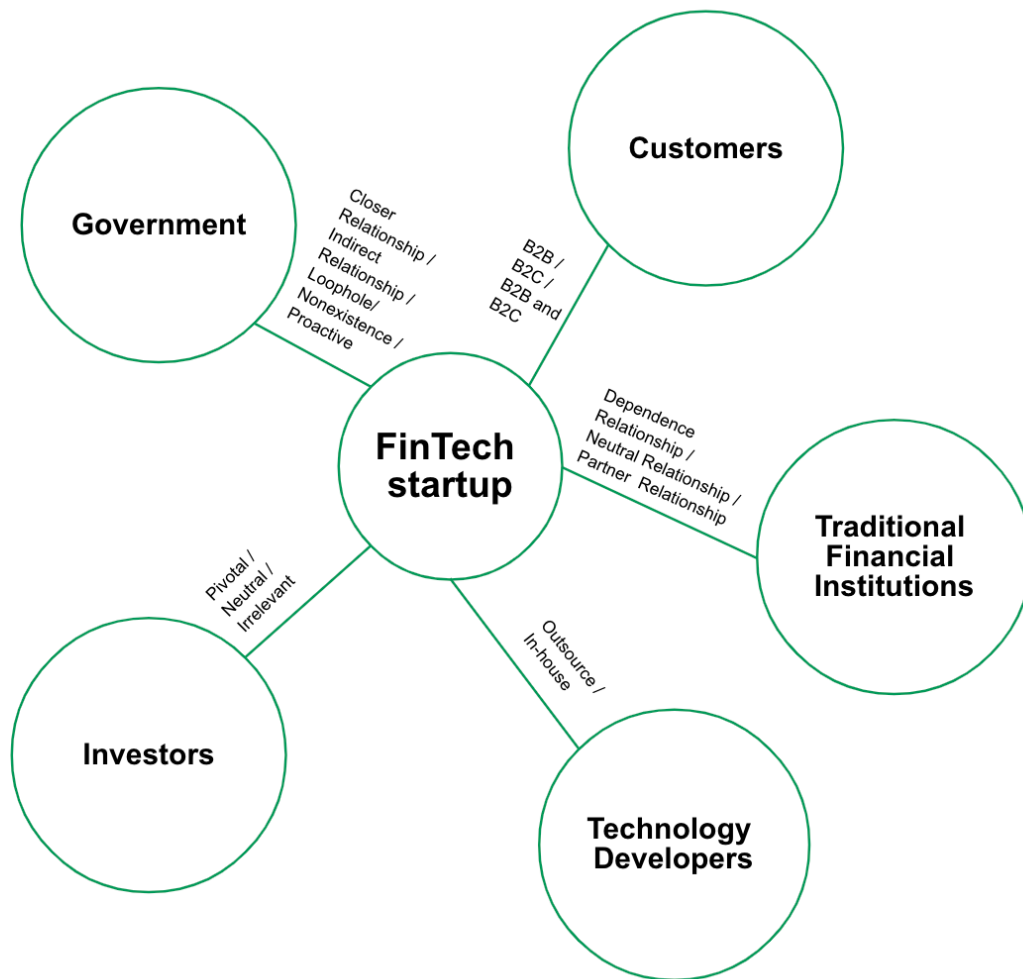 Customers
Government
Closer
Relationship /
Indirect
Relationship /
Loophole/
Nonexistence /
Proactive
B2B /
B2C /
B2B and
B2C
FinTech
startup
Dependence
Relationship /
Neutral Relationship /
Partner Relationship
Traditional
Financial
Institutions
Pivotal /
Neutral /
Irrelevant
Outsource /
In-house
Investors
Technology
Developers